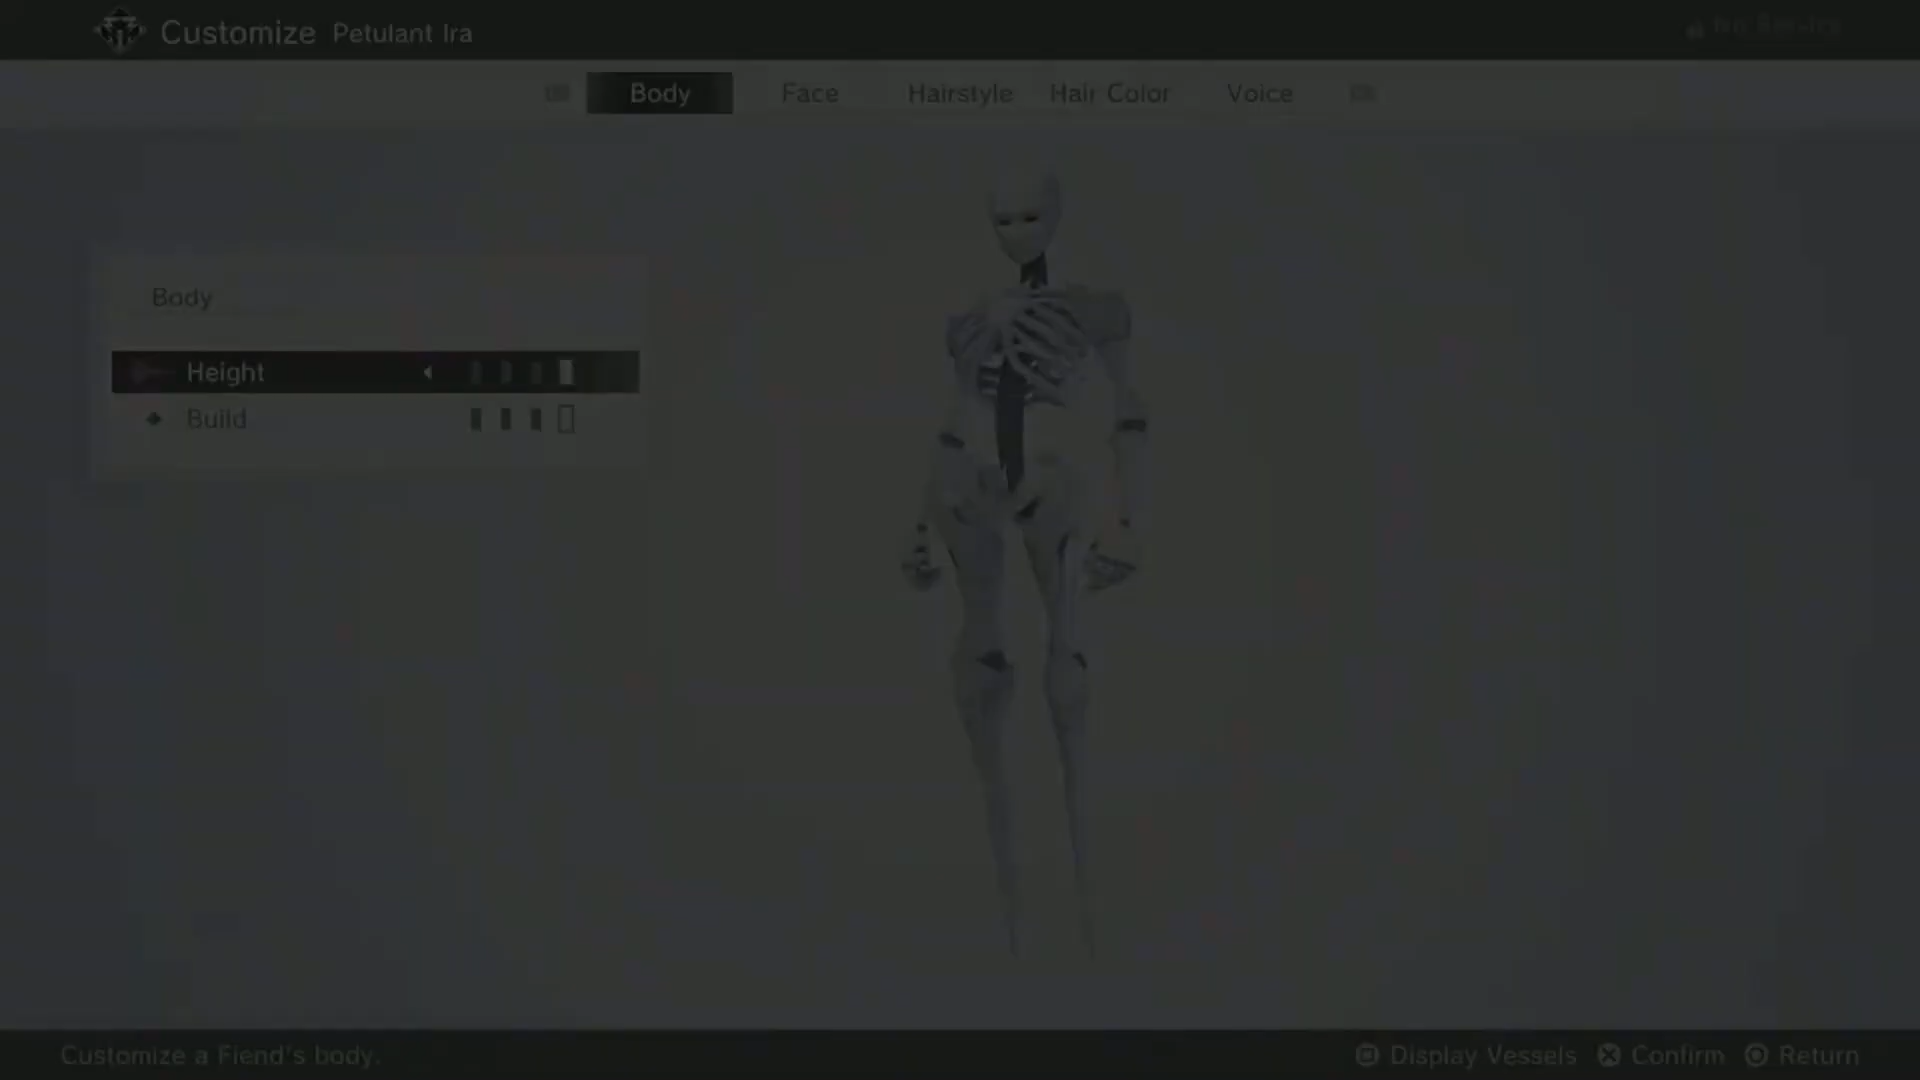 Customize Petulant Ira
Body Face Hairstyle Hair Color Voice
Body
Height
Build
Customize a Fiend's body.
Display Vessels Confirm Return